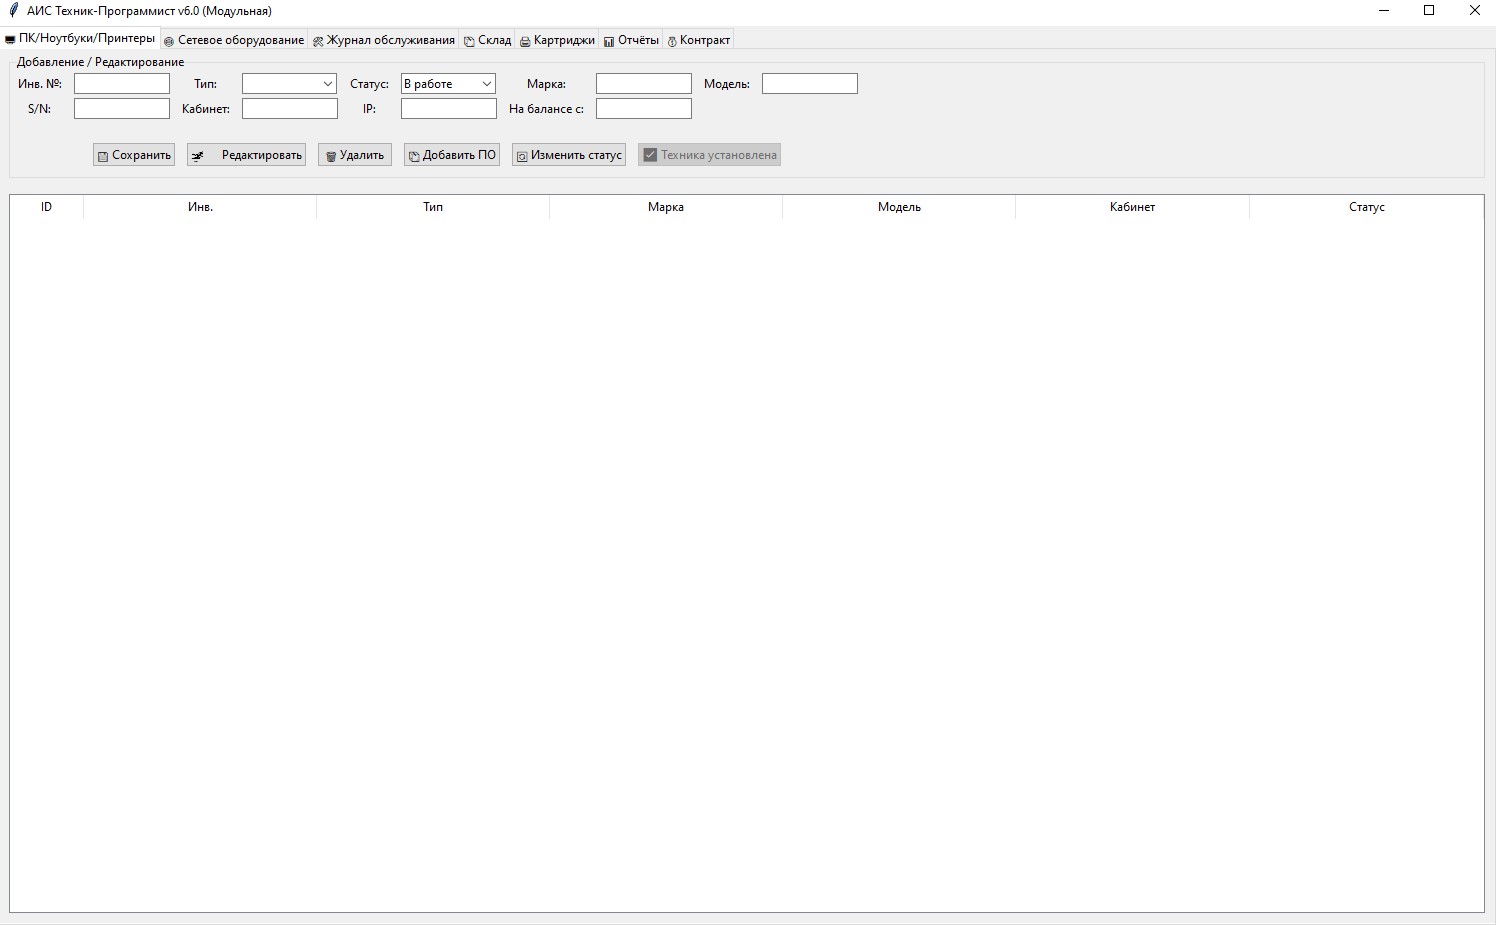 АИС Техник-Программист v6.0 (Модульная)
ПК/Ноутбуки/Принтеры Сетевое оборудование Журнал обслуживания Склад Картриджи Отчёты Контракт
Добавление / Редактирование
Инв. №: Тип: Статус: В работе Марка: Модель:
S/N: Кабинет: IP: На балансе с:
Сохранить Редактировать Удалить Добавить ПО Изменить статус Техника установлена
ID Инв. Тип Марка Модель Кабинет Статус